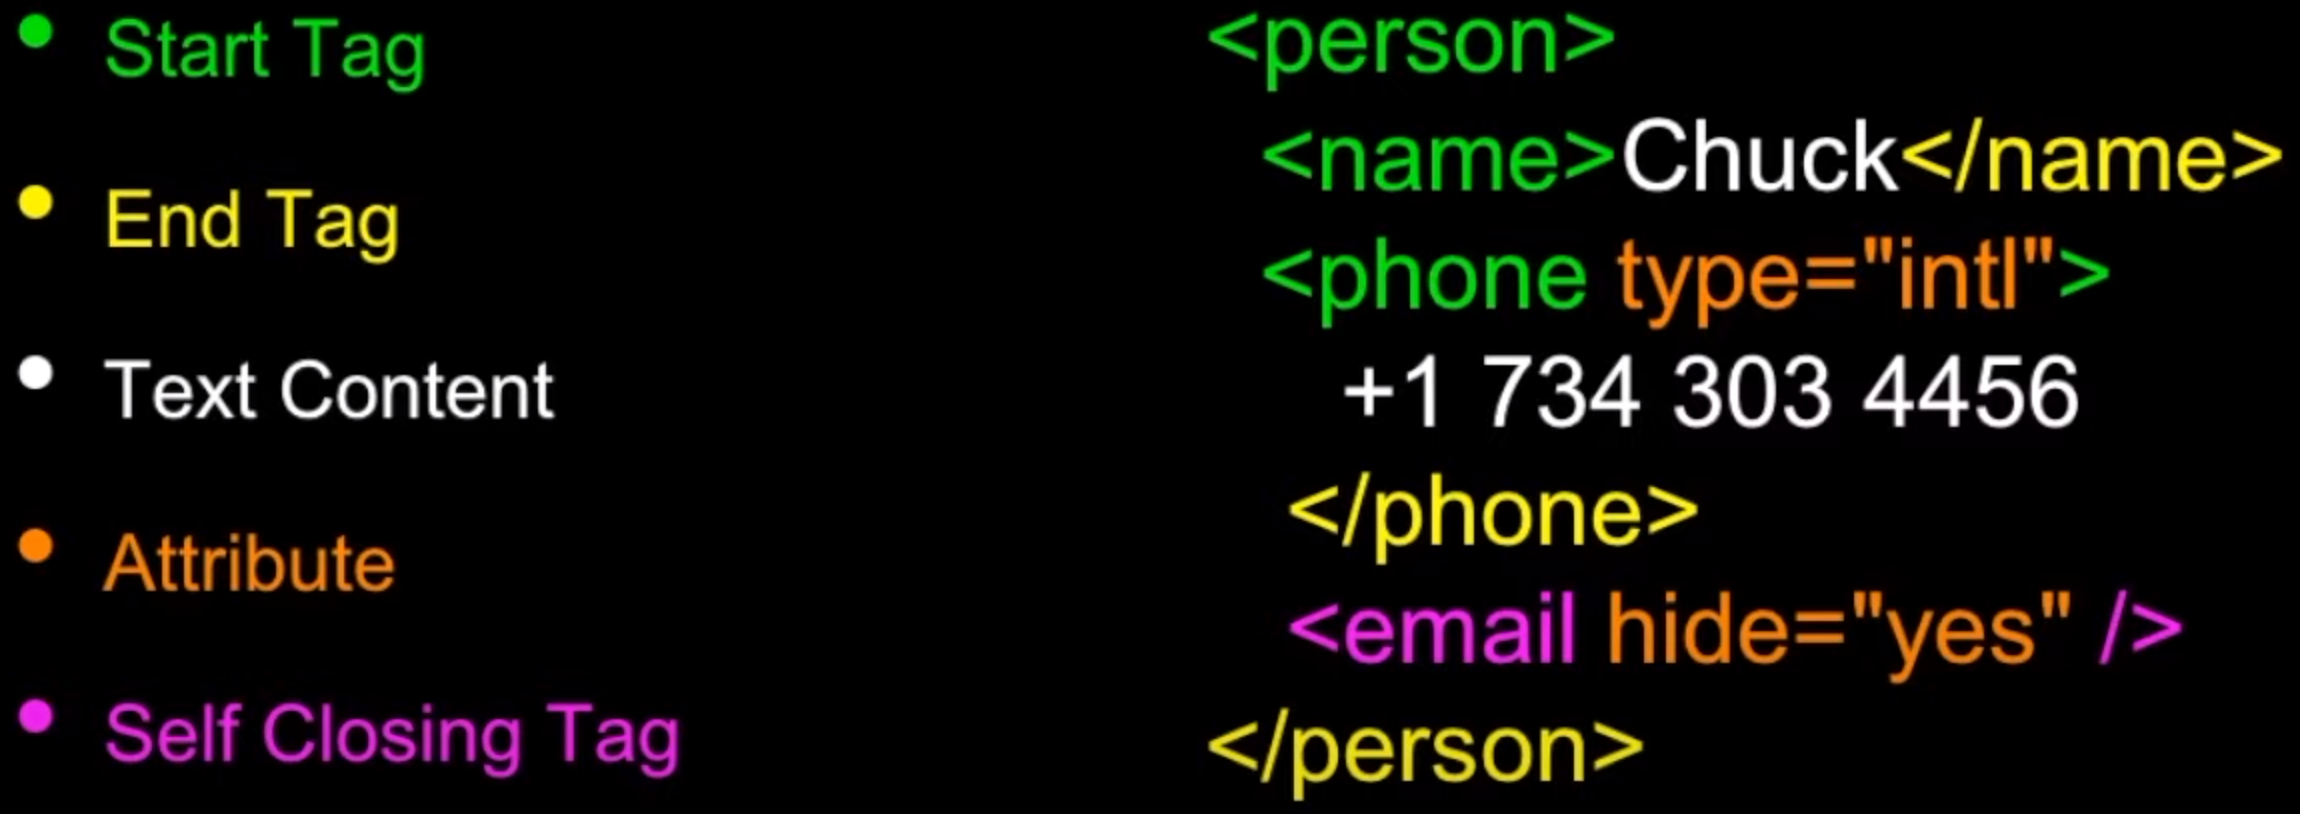 Start Tag
End Tag
Text Content
Attribute
Self Closing Tag
<person>
<name>Chuck</name>
<phone type="intl">
+1 734 303 4456
</phone>
<email hide="yes" />
</person>